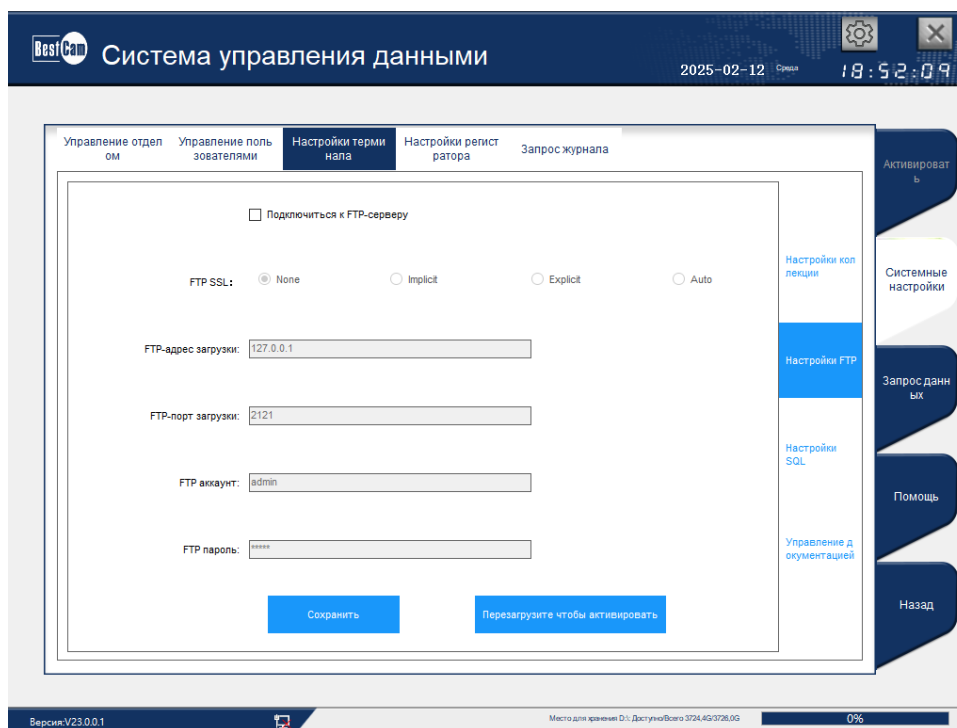 BestCam
Система управления данными
2025-02-12
Среда
18:52:09
Управление отдел
ом
Управление поль
зователями
Настройки терми
нала
Настройки регист
ратора
Запрос журнала
Подключиться к FTP-серверу
FTP SSL:
None
Implicit
Explicit
Auto
FTP-адрес загрузки:
127.0.0.1
FTP-порт загрузки:
2121
FTP аккаунт:
admin
FTP пароль:
*****
Сохранить
Перезагрузите чтобы активировать
Настройки кол
лекции
Настройки FTP
Настройки
SQL
Управление д
окументацией
Активироват
ь
Системные
настройки
Запрос данн
ых
Помощь
Назад
Версия:V23.0.0.1
Место для хранения D:\: Доступно/Всего 3724,4G/3726,0G
0%